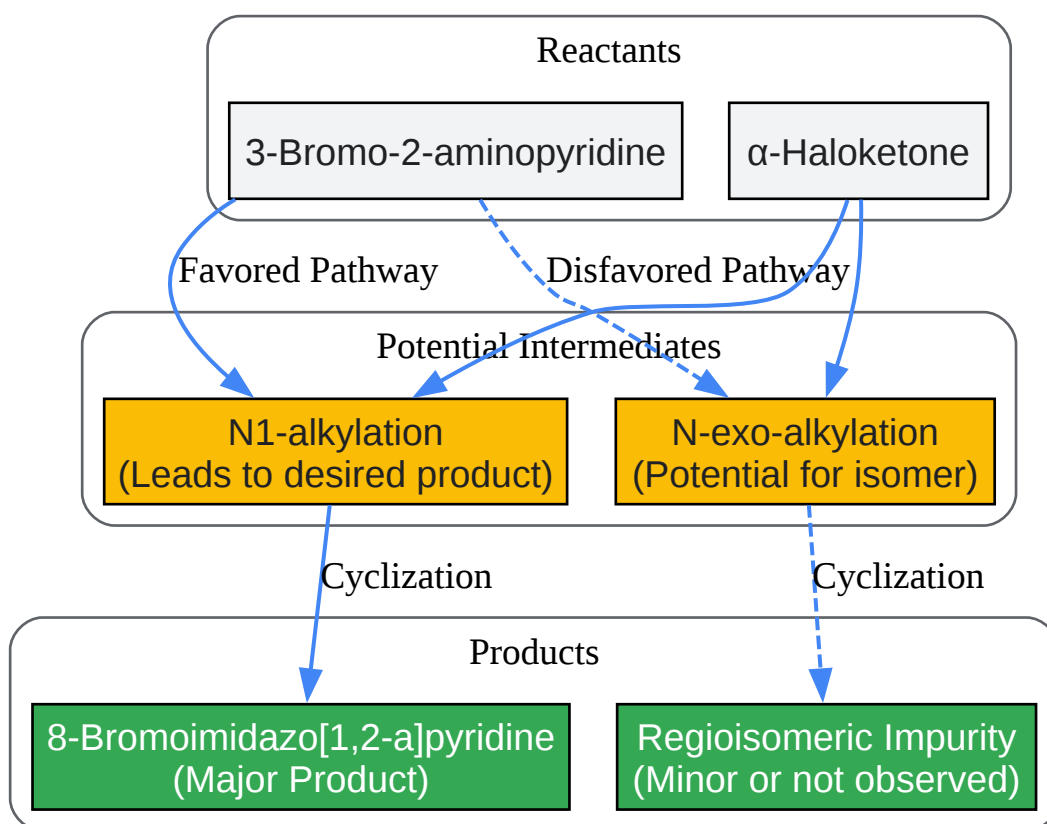 Reactants
3-Bromo-2-aminopyridine
α-Haloketone
Favored Pathway
Disfavored Pathway
Potential Intermediates
N1-alkylation
(Leads to desired product)
N-exo-alkylation
(Potential for isomer)
Cyclization
Cyclization
Products
8-Bromoimidazo[1,2-a]pyridine
(Major Product)
Regioisomeric Impurity
(Minor or not observed)